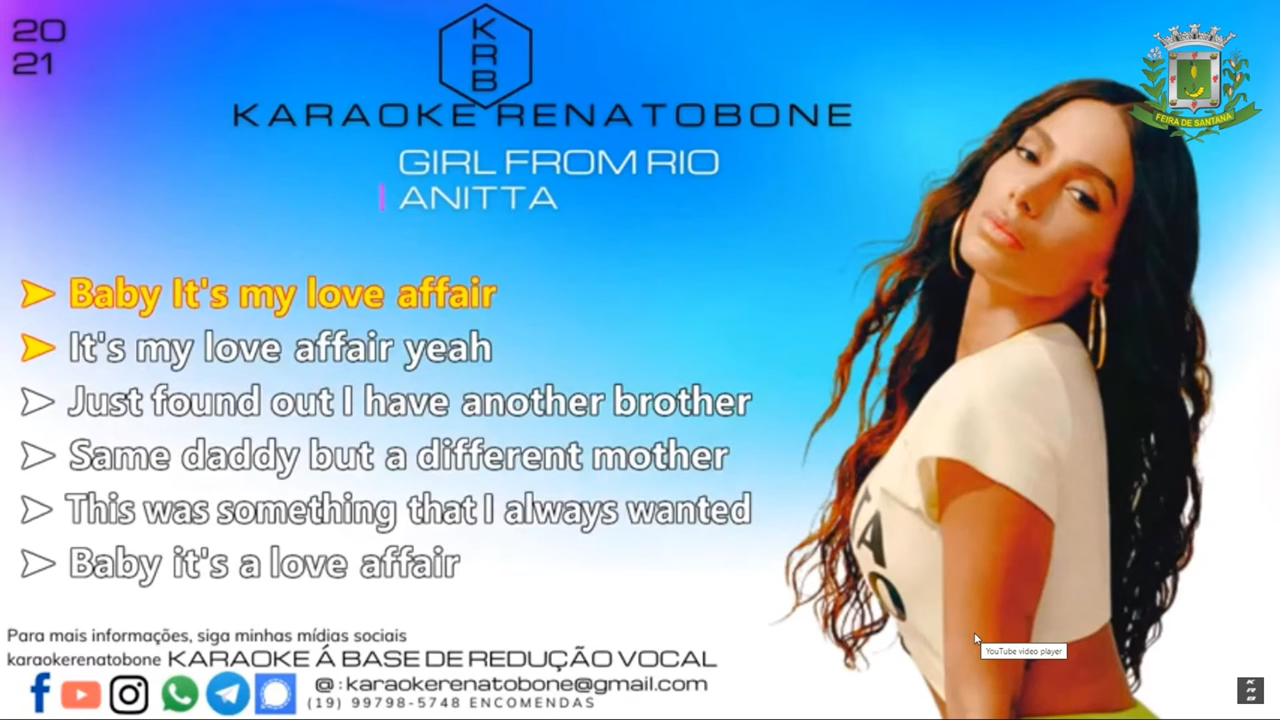 20
21
K
R
B
KARAOKE RENATOBONE
GIRL FROM RIO
ANITTA
FEIRA DE SANTANA
Baby It's my love affair
It's my love affair yeah
Just found out I have another brother
Same daddy but a different mother
This was something that I always wanted
Baby it's a love affair
Para mais informações, siga minhas mídias sociais
karaokerenatobone KARAOKE Á BASE DE REDUÇÃO VOCAL
@:karaokerenatobone@gmail.com
(19) 99798-5748 ENCOMENDAS
YouTube video player
K
R
B